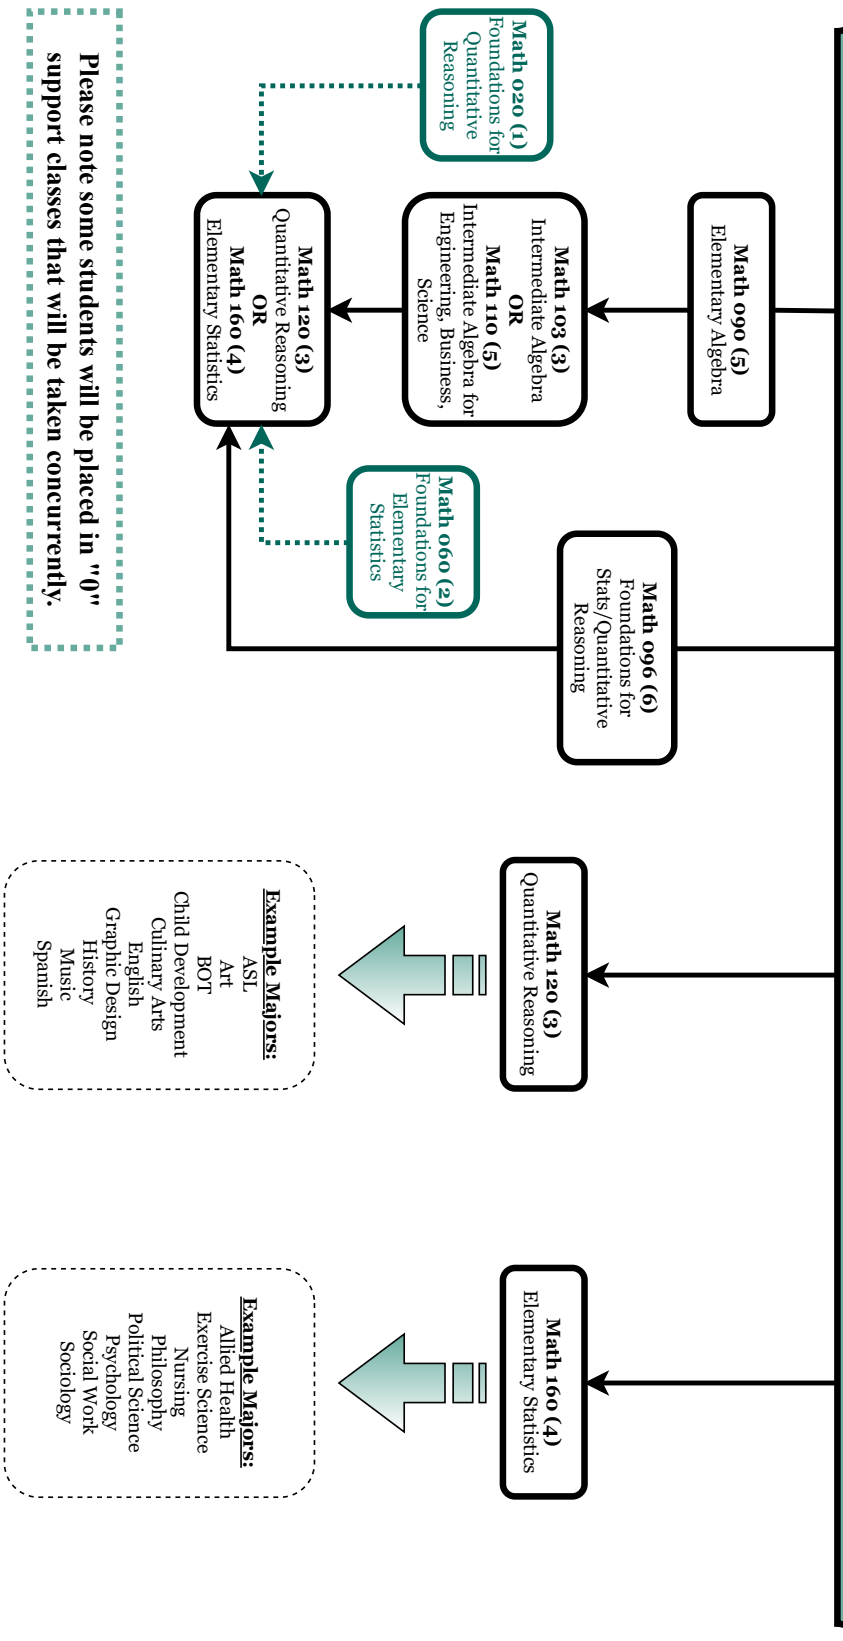 Math 090 (5)
Elementary Algebra
Math 020 (1)
Foundations for
Quantitative
Reasoning
Math 103 (3)
Intermediate Algebra
OR
Math 110 (5)
Intermediate Algebra for
Engineering, Business,
Science
Math 120 (3)
Quantitative Reasoning
OR
Math 160 (4)
Elementary Statistics
Math 060 (2)
Foundations for
Elementary
Statistics
Math 096 (6)
Foundations for
Stats/Quantitative
Reasoning
Please note some students will be placed in "0"
support classes that will be taken concurrently.
Math 120 (3)
Quantitative Reasoning
Example Majors:
ASL
Art
BOT
Child Development
Culinary Arts
English
Graphic Design
History
Music
Spanish
Math 160 (4)
Elementary Statistics
Example Majors:
Allied Health
Exercise Science
Nursing
Philosophy
Political Science
Psychology
Social Work
Sociology